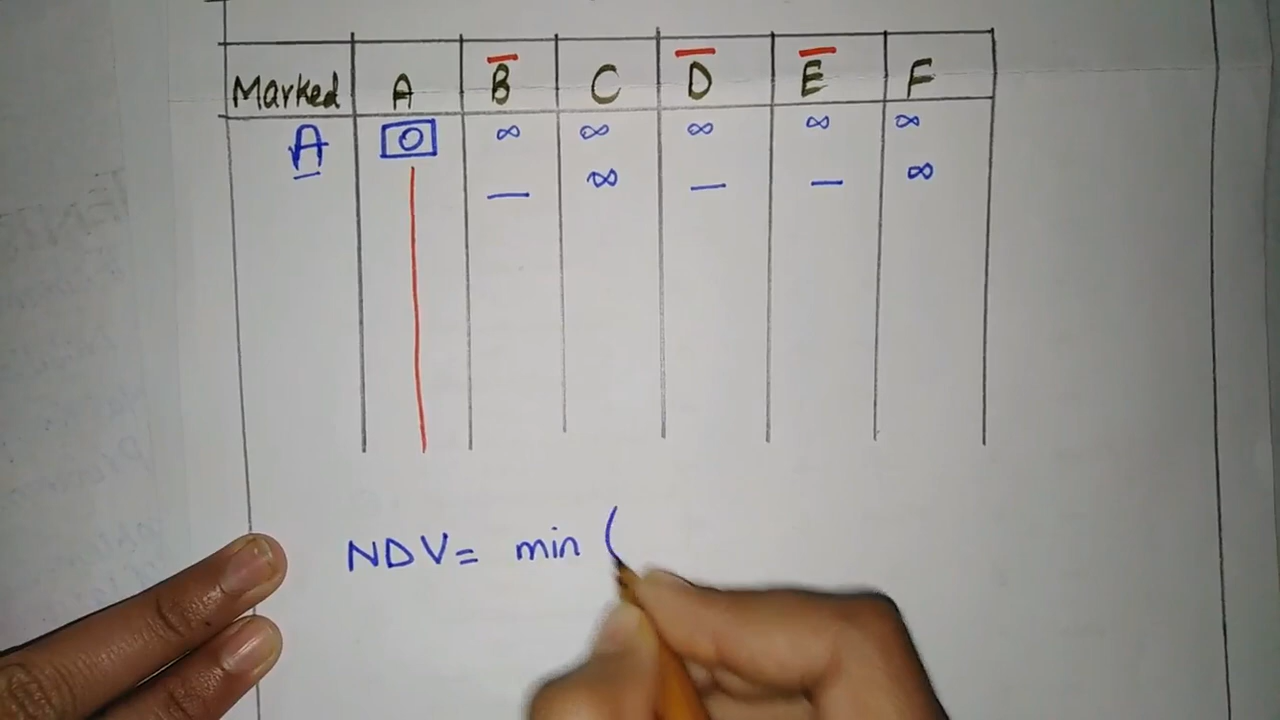 Marked A B C D E F
A 0 ∞ ∞ ∞ ∞ ∞
— ∞ — — ∞
NDV= min (